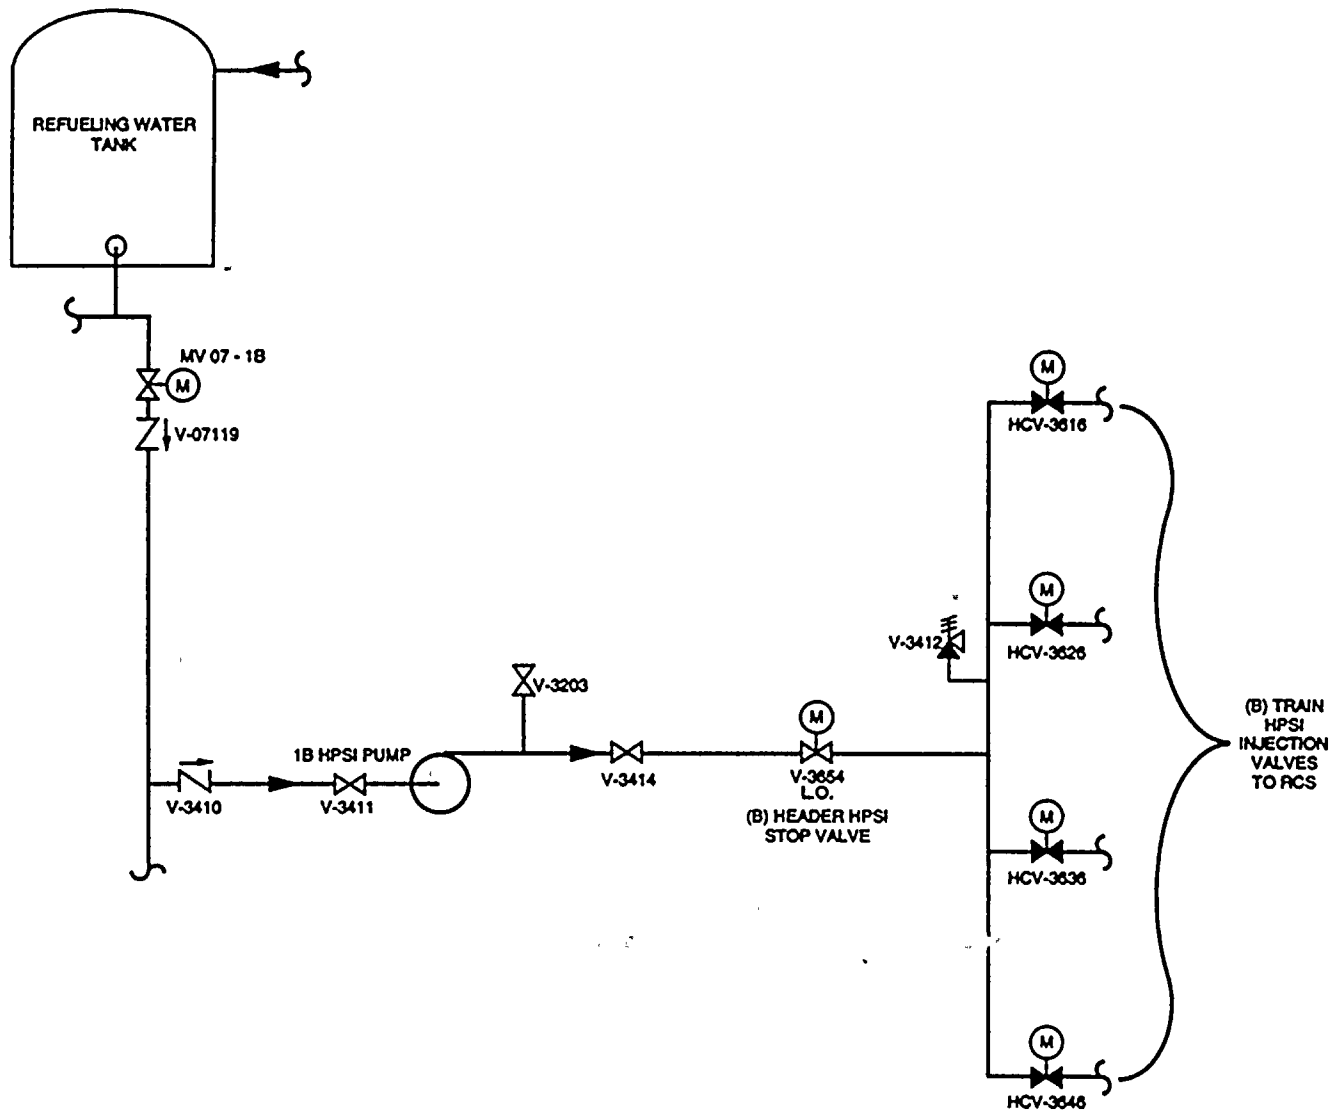 REFUELING WATER
TANK
MV 07 - 1B
M
V-07119
M
HCV-3616
M
HCV-3626
V-3412
V-3203
(B) TRAIN
HPSI
INJECTION
VALVES
TO RCS
1B HPSI PUMP
M
V-3410
V-3411
V-3414
V-3654
L.O.
(B) HEADER HPSI
STOP VALVE
M
HCV-3636
M
HCV-3646